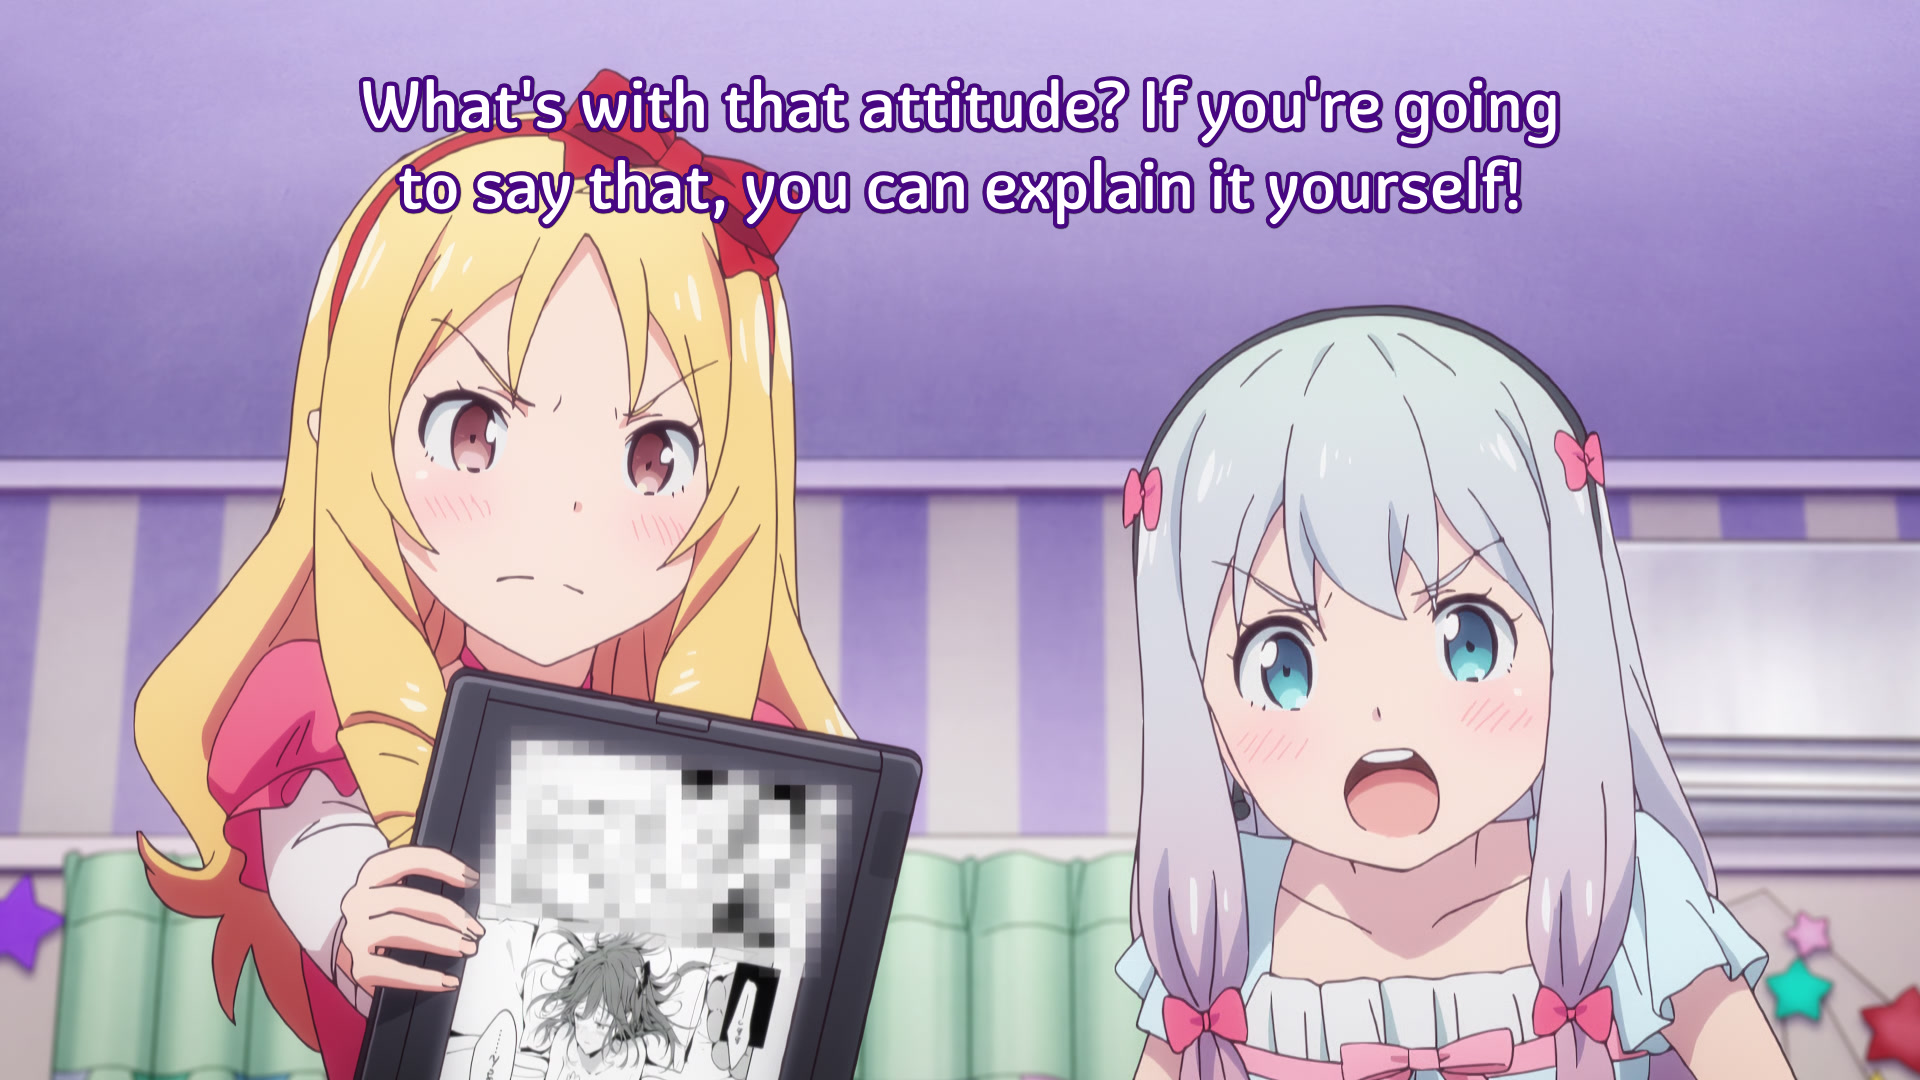 What's with that attitude? If you're going
to say that, you can explain it yourself!